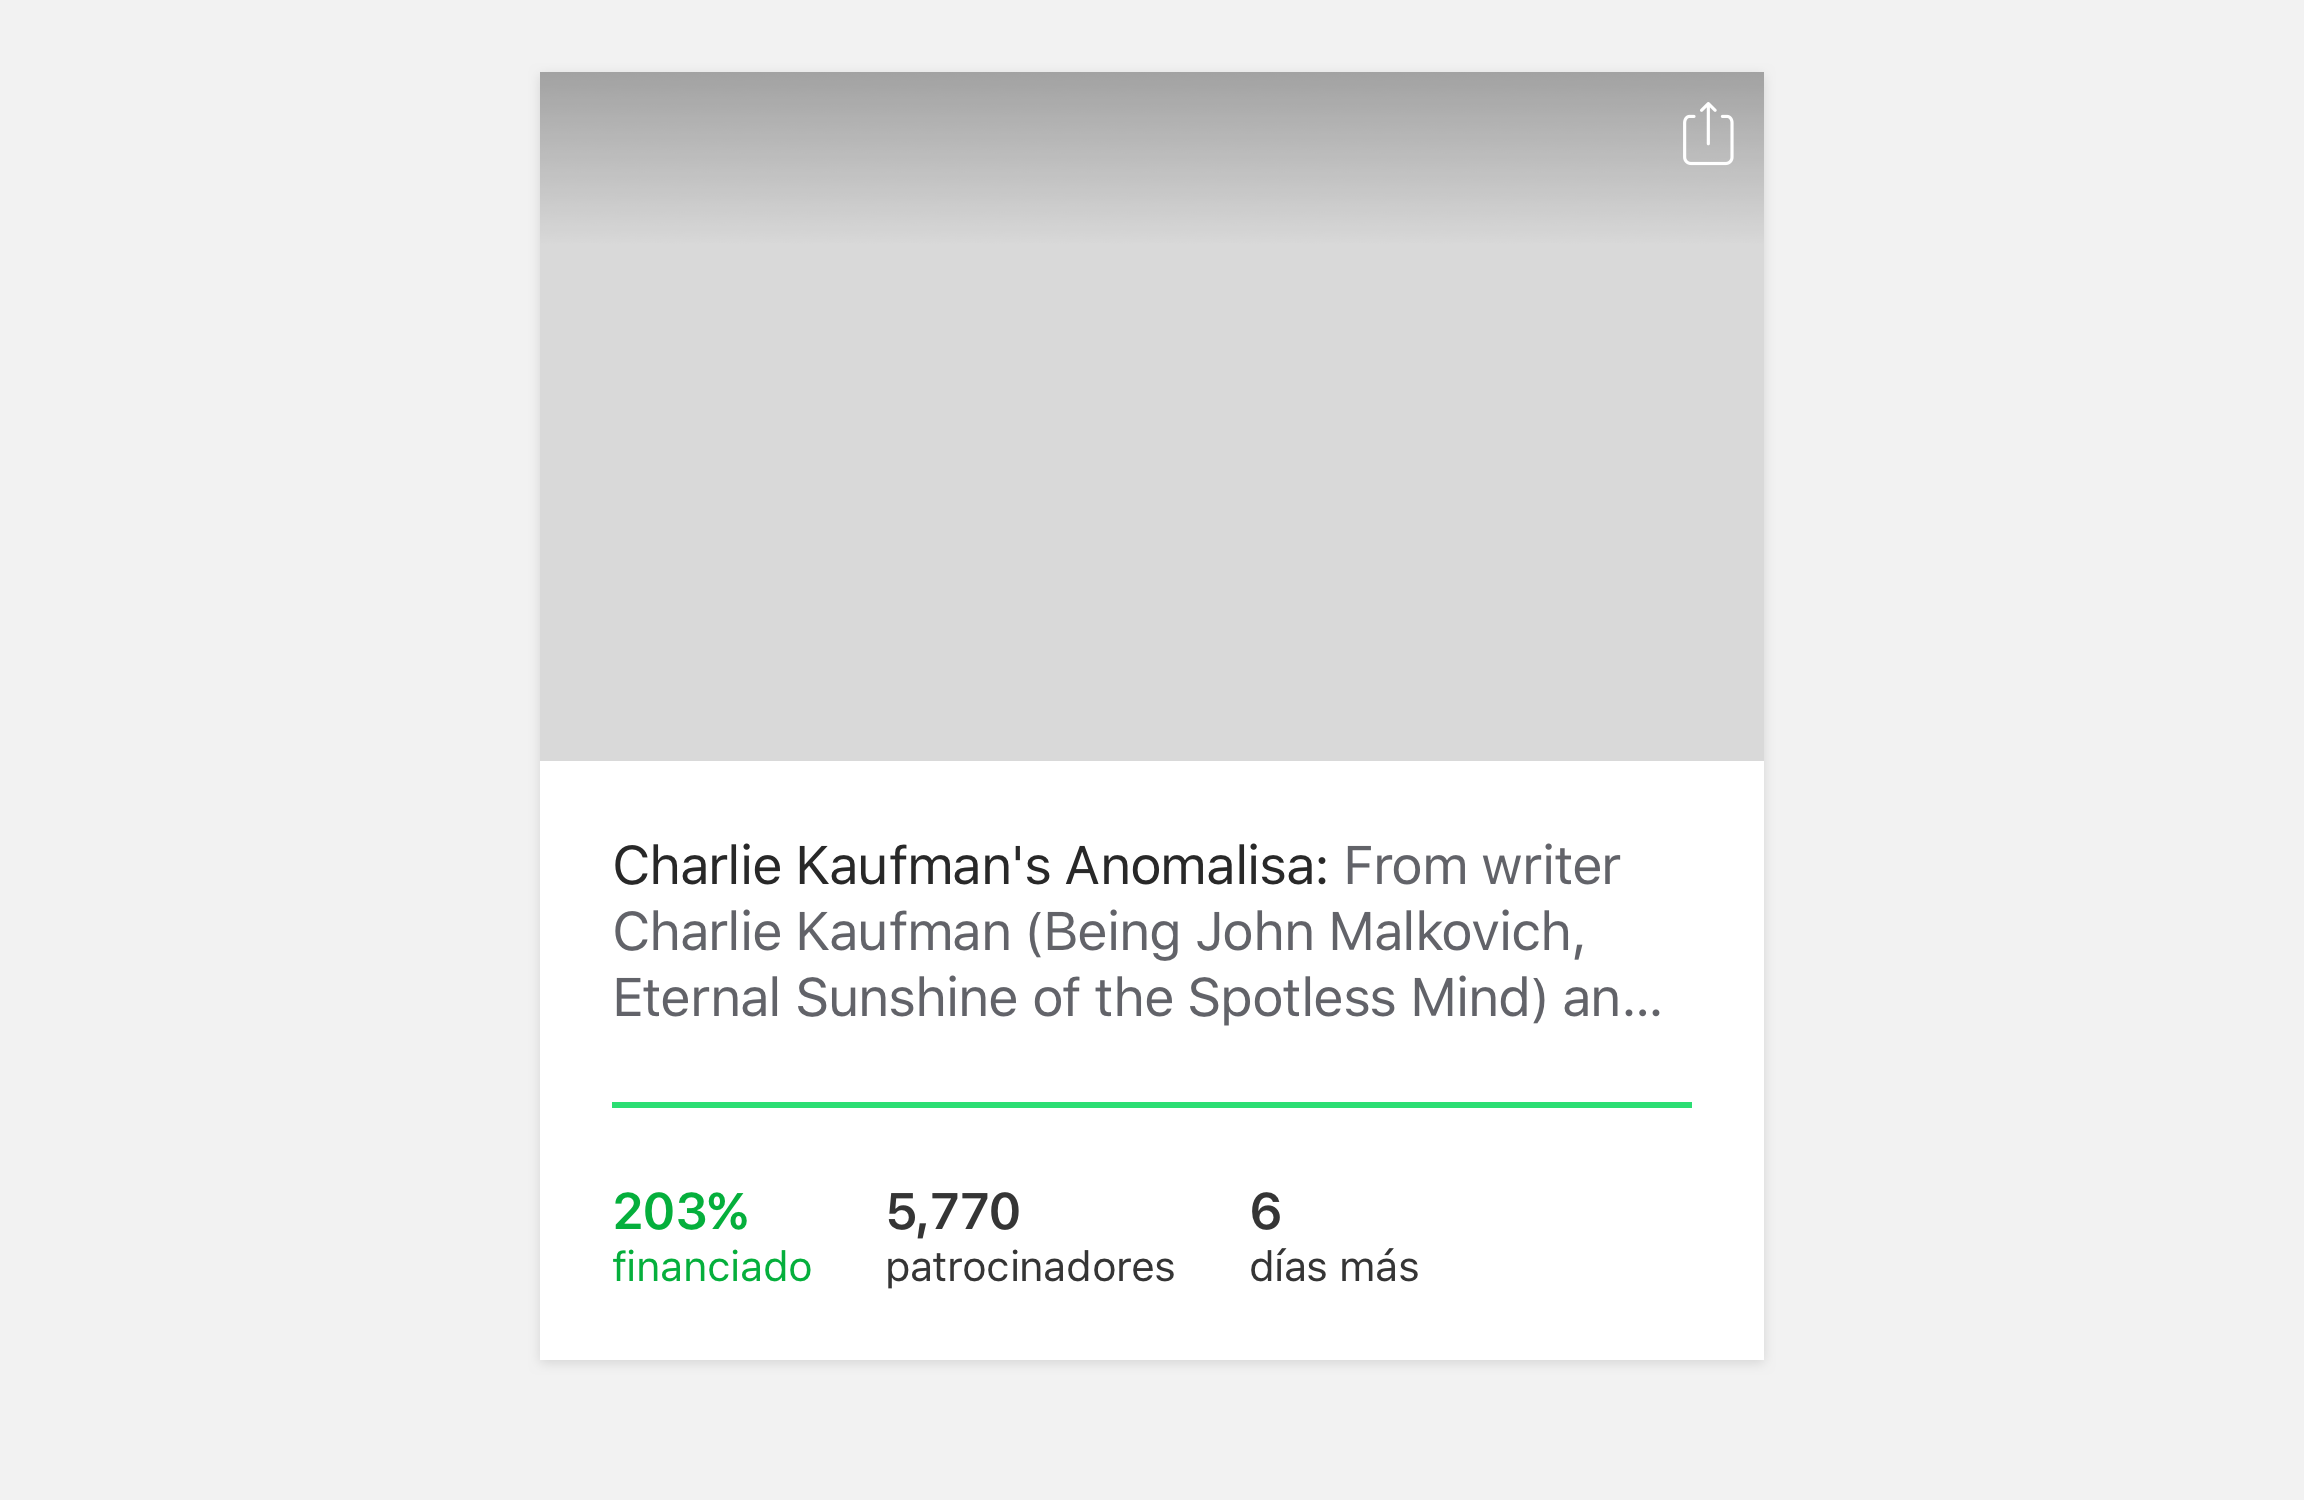 Charlie Kaufman's Anomalisa: From writer
Charlie Kaufman (Being John Malkovich,
Eternal Sunshine of the Spotless Mind) an...
203% 5,770 6
financiado patrocinadores días más